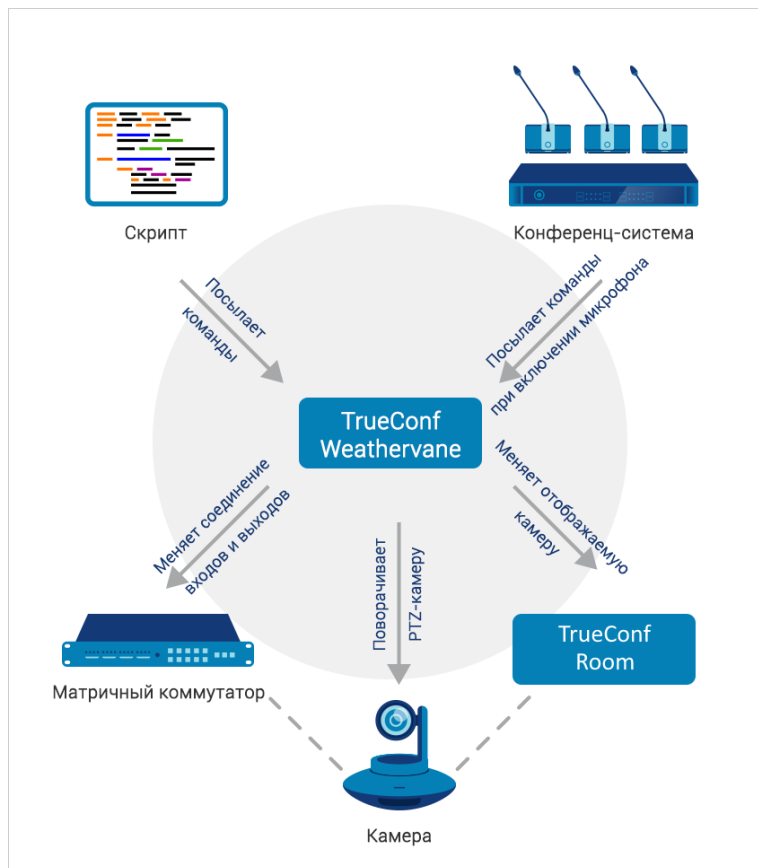 Скрипт
Конференц-система
Посылает
команды
Посылает команды
при включении микрофона
TrueConf
Weathervane
Меняет соединение
входов и выходов
Поворачивает
PTZ-камеру
Меняет отображаемую
камеру
TrueConf
Room
Матричный коммутатор
Камера